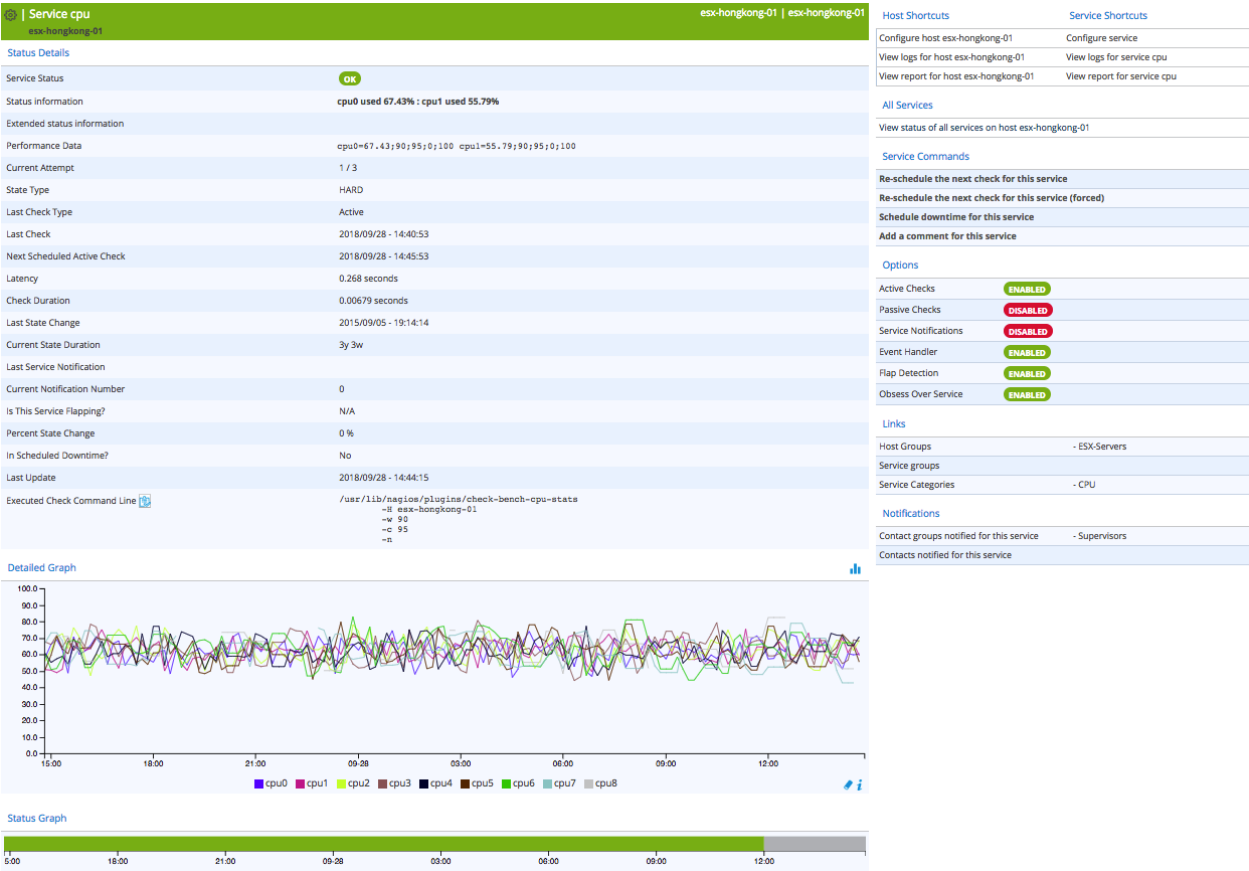 | Service cpu
esx-hongkong-01
esx-hongkong-01 | esx-hongkong-01
Status Details
Service Status OK
Status information cpu0 used 67.43% : cpu1 used 55.79%
Extended status information
Performance Data cpu0=67.43;90;95;0;100 cpu1=55.79;90;95;0;100
Current Attempt 1 / 3
State Type HARD
Last Check Type Active
Last Check 2018/09/28 - 14:40:53
Next Scheduled Active Check 2018/09/28 - 14:45:53
Latency 0.268 seconds
Check Duration 0.00679 seconds
Last State Change 2015/09/05 - 19:14:14
Current State Duration 3y 3w
Last Service Notification
Current Notification Number 0
Is This Service Flapping? N/A
Percent State Change 0 %
In Scheduled Downtime? No
Last Update 2018/09/28 - 14:44:15
Executed Check Command Line /usr/lib/nagios/plugins/check-bench-cpu-stats
-H esx-hongkong-01
-w 90
-c 95
-n
Detailed Graph
100.0
90.0
80.0
70.0
60.0
50.0
40.0
30.0
20.0
10.0
0.0
15:00 18:00 21:00 09-28 03:00 06:00 09:00 12:00
cpu0 cpu1 cpu2 cpu3 cpu4 cpu5 cpu6 cpu7 cpu8
Status Graph
5:00 18:00 21:00 09-28 03:00 06:00 09:00 12:00
Host Shortcuts Service Shortcuts
Configure host esx-hongkong-01 Configure service
View logs for host esx-hongkong-01 View logs for service cpu
View report for host esx-hongkong-01 View report for service cpu
All Services
View status of all services on host esx-hongkong-01
Service Commands
Re-schedule the next check for this service
Re-schedule the next check for this service (forced)
Schedule downtime for this service
Add a comment for this service
Options
Active Checks ENABLED
Passive Checks DISABLED
Service Notifications DISABLED
Event Handler ENABLED
Flap Detection ENABLED
Obsess Over Service ENABLED
Links
Host Groups - ESX-Servers
Service groups
Service Categories - CPU
Notifications
Contact groups notified for this service - Supervisors
Contacts notified for this service